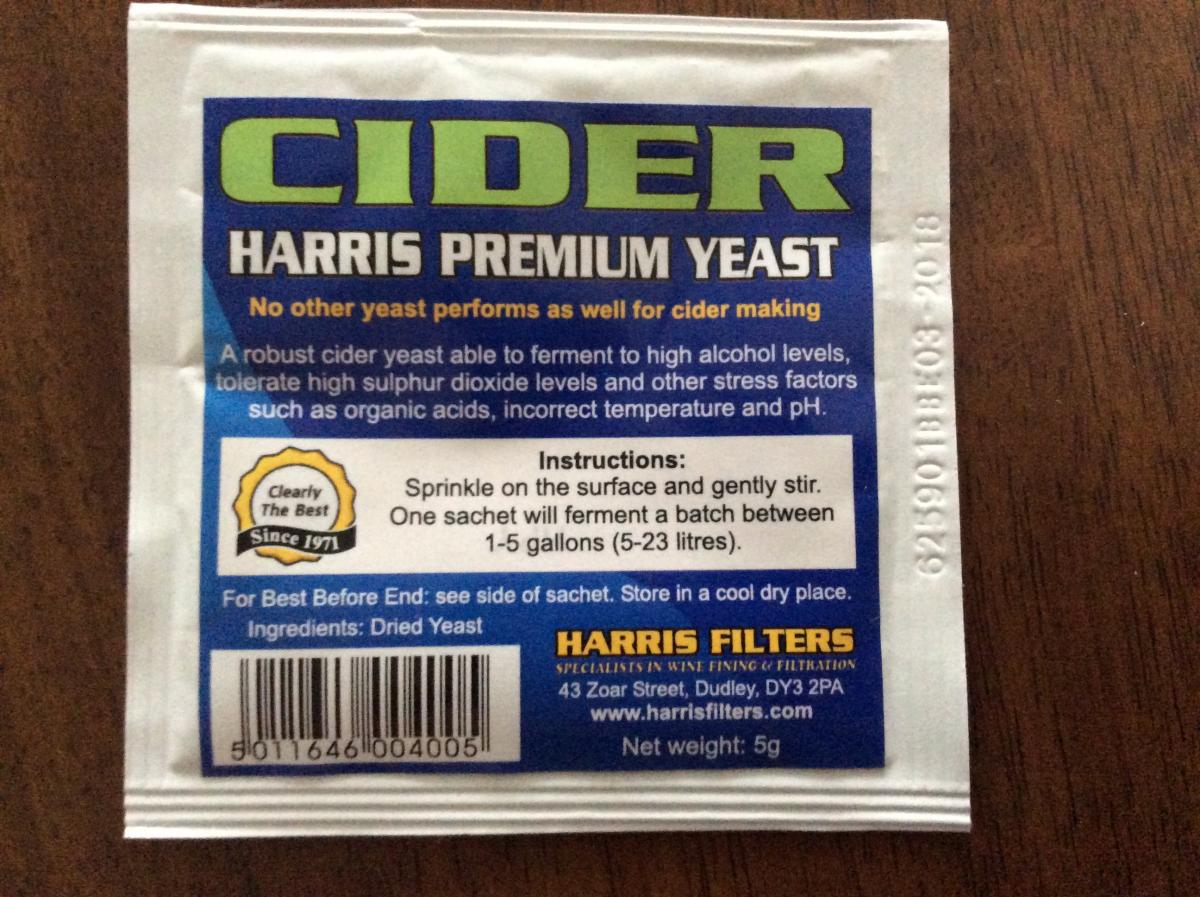 CIDER
HARRIS PREMIUM YEAST
No other yeast performs as well for cider making
A robust cider yeast able to ferment to high alcohol levels,
tolerate high sulphur dioxide levels and other stress factors
such as organic acids, incorrect temperature and pH.
Clearly
The Best
Since 1971
Instructions:
Sprinkle on the surface and gently stir.
One sachet will ferment a batch between
1-5 gallons (5-23 litres).
For Best Before End: see side of sachet. Store in a cool dry place.
Ingredients: Dried Yeast
5 011646 004005
HARRIS FILTERS
SPECIALISTS IN WINE FINING & FILTRATION
43 Zoar Street, Dudley, DY3 2PA
www.harrisfilters.com
Net weight: 5g
03-2018